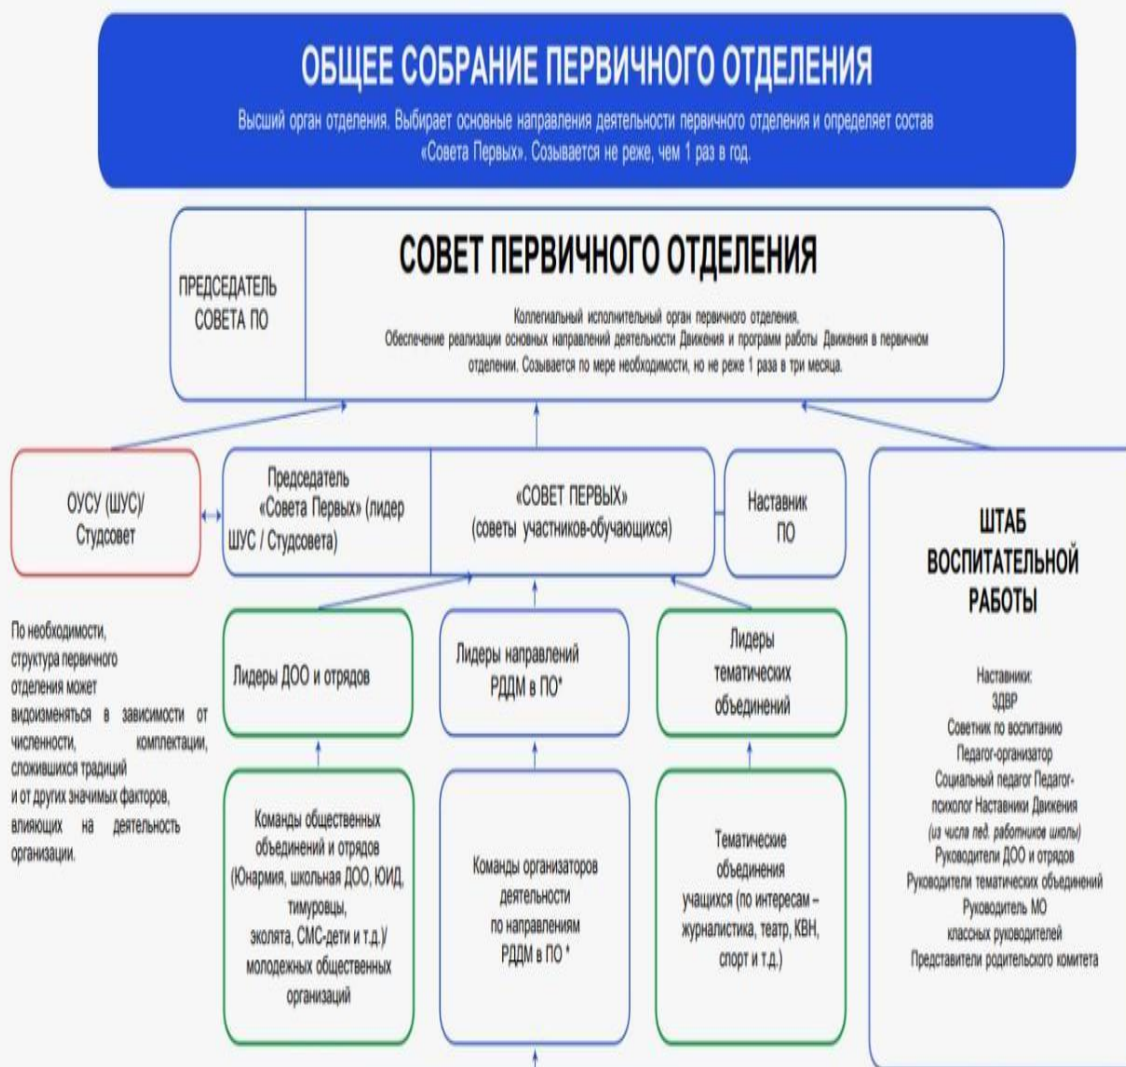 ОБЩЕЕ СОБРАНИЕ ПЕРВИЧНОГО ОТДЕЛЕНИЯ
Высший орган отделения. Выбирает основные направления деятельности первичного отделения и определяет состав
«Совета Первых». Созывается не реже, чем 1 раз в год.
ПРЕДСЕДАТЕЛЬ
СОВЕТА ПО
СОВЕТ ПЕРВИЧНОГО ОТДЕЛЕНИЯ
Коллегиальный исполнительный орган первичного отделения.
Обеспечение реализации основных направлений деятельности Движения и программ работы Движения в первичном
отделении. Созывается по мере необходимости, но не реже 1 раза в три месяца.
ОУСУ (ШУС)/
Студсовет
Председатель
«Совета Первых» (лидер
ШУС / Студсовета)
«СОВЕТ ПЕРВЫХ»
(советы участников-обучающихся)
Наставник
ПО
ШТАБ
ВОСПИТАТЕЛЬНОЙ
РАБОТЫ
Наставники:
ЗДВР
Советник по воспитанию
Педагог-организатор
Социальный педагог Педагог-
психолог Наставники Движения
(из числа пед. работников школы)
Руководители ДОО и отрядов
Руководители тематических объединений
Руководитель МО
классных руководителей
Представители родительского комитета
По необходимости,
структура первичного
отделения может
видоизменяться в зависимости от
численности, комплектации,
сложившихся традиций
и от других значимых факторов,
влияющих на деятельность
организации.
Лидеры ДОО и отрядов
Лидеры направлений
РДДМ в ПО*
Лидеры
тематических
объединений
Команды общественных
объединений и отрядов
(Юнармия, школьная ДОО, ЮИД,
тимуровцы,
эколята, СМС-дети и т.д.)/
молодежных общественных
организаций
Команды организаторов
деятельности
по направлениям
РДДМ в ПО *
Тематические
объединения
учащихся (по интересам –
журналистика, театр, КВН,
спорт и т.д.)